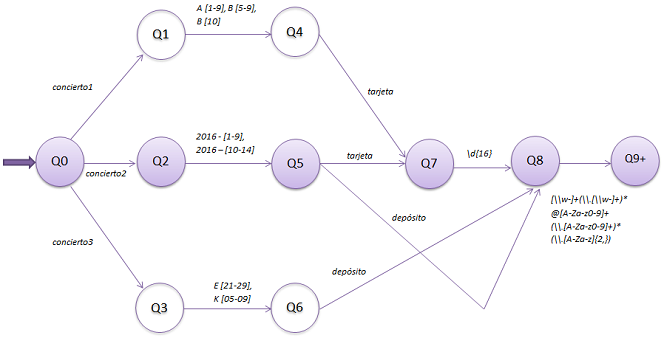 A [1-9], B [5-9],
B [10]
Q1
Q4
concierto1
tarjeta
2016 - [1-9],
2016 – [10-14]
Q0
concierto2
Q2
Q5
tarjeta
Q7
\d[16}
Q8
Q9+
[\\w-]+(\\.[\\w-]+)*
@[A-Za-z0-9]+
(\\.[A-Za-z0-9]+)*
(\\.[A-Za-z]{2,})
depósito
concierto3
depósito
E [21-29],
K [05-09]
Q3
Q6